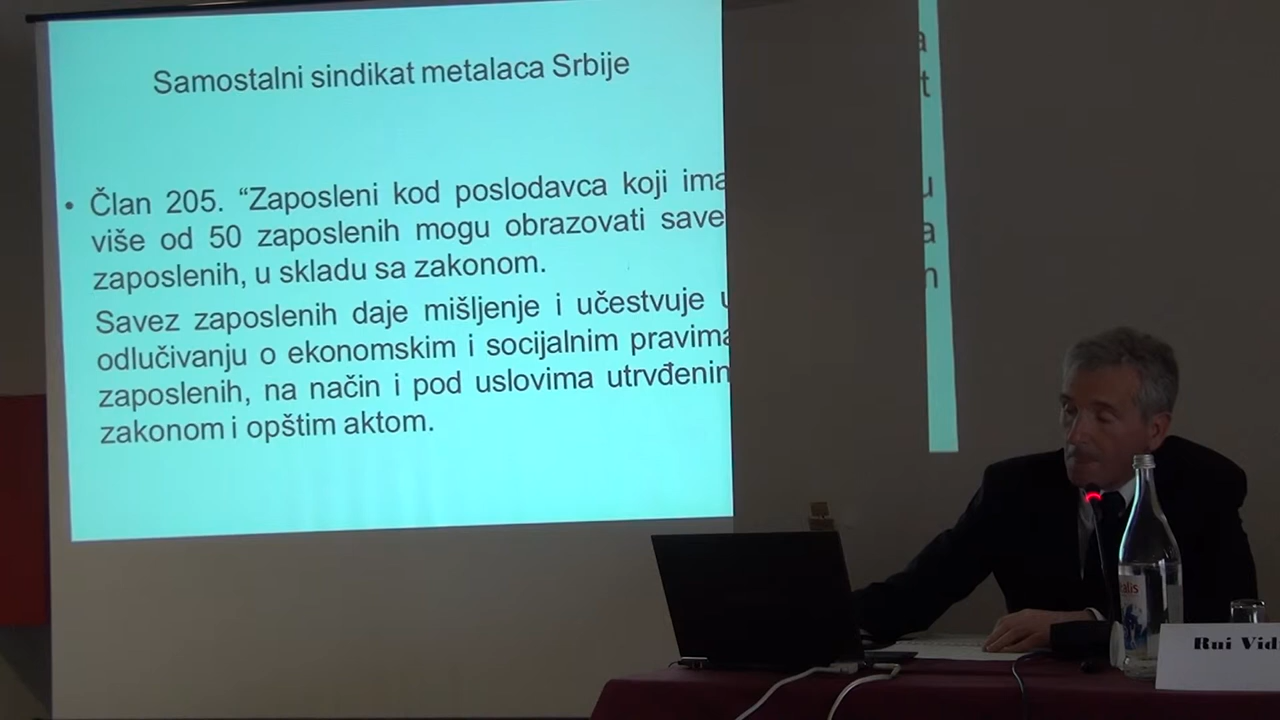 Samostalni sindikat metalaca Srbije
• Član 205. “Zaposleni kod poslodavca koji ima
više od 50 zaposlenih mogu obrazovati save
zaposlenih, u skladu sa zakonom.
Savez zaposlenih daje mišljenje i učestvuje u
odlučivanju o ekonomskim i socijalnim pravima
zaposlenih, na način i pod uslovima utrvđenim
zakonom i opštim aktom.
Rui Vid